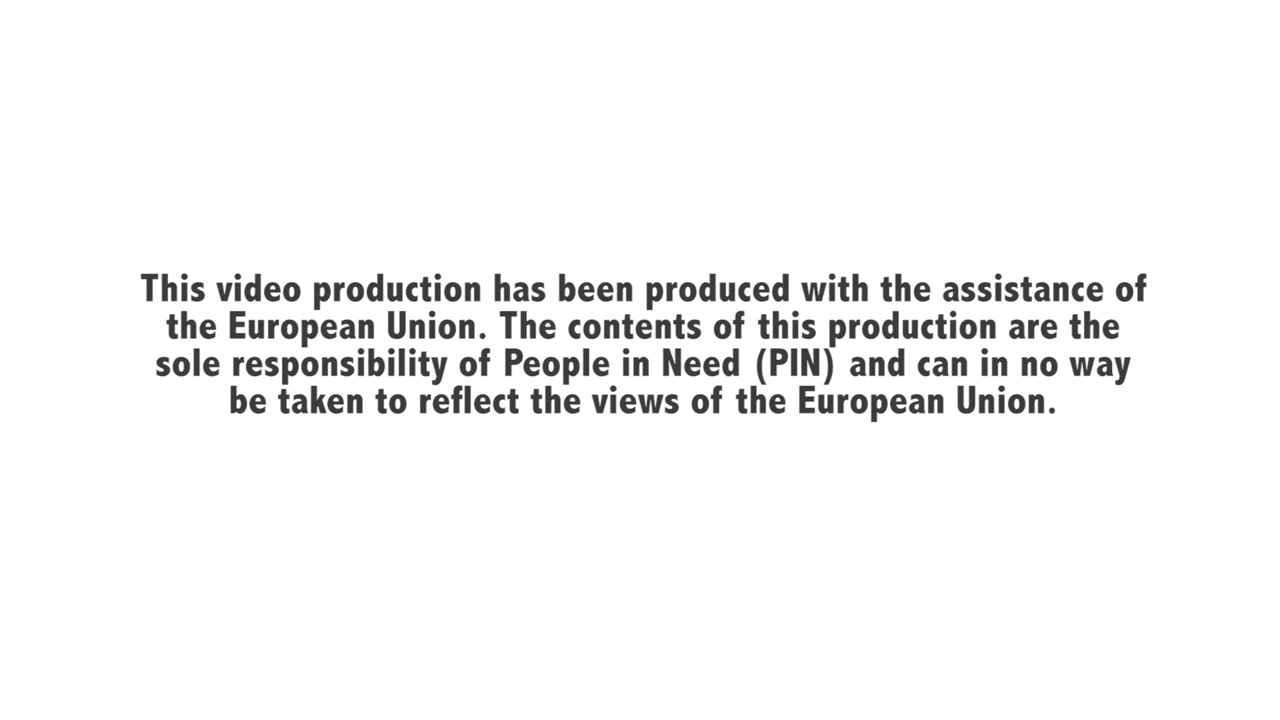 This video production has been produced with the assistance of
the European Union. The contents of this production are the
sole responsibility of People in Need (PIN) and can in no way
be taken to reflect the views of the European Union.